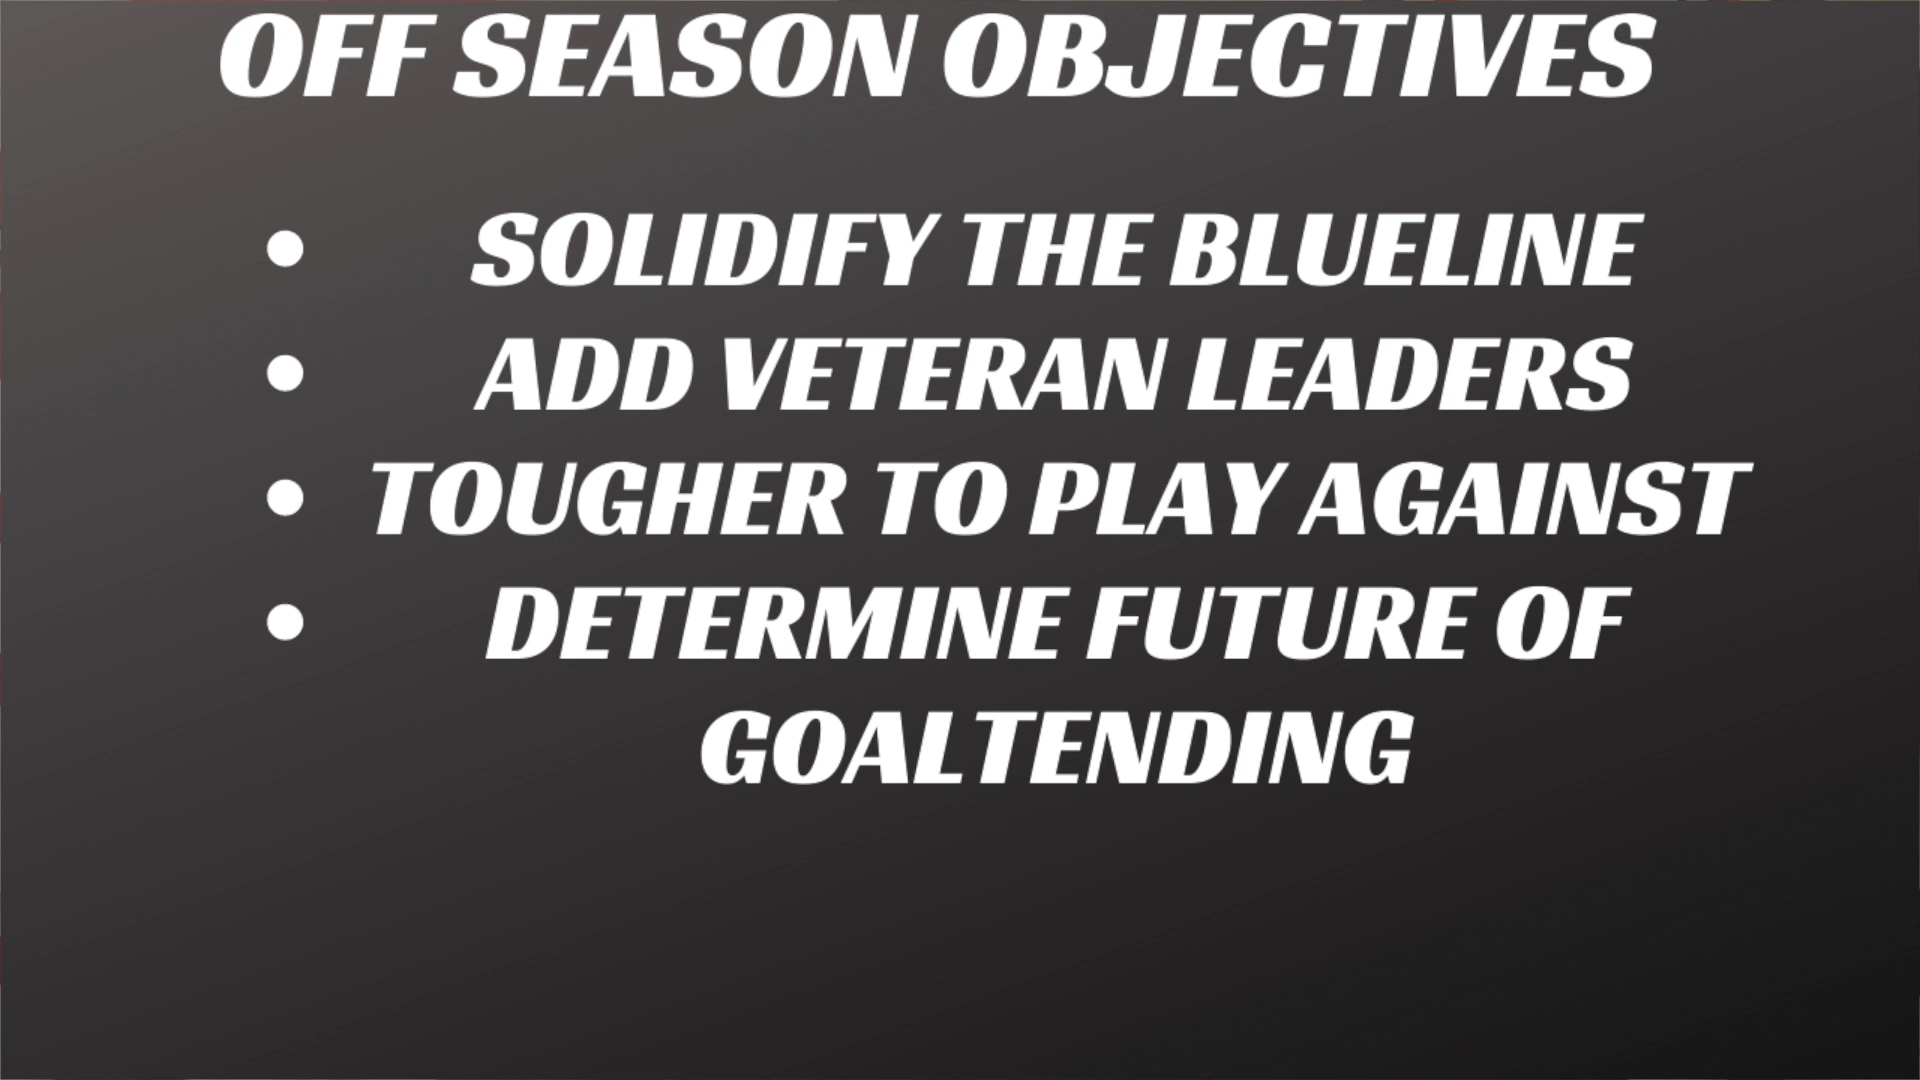 OFF SEASON OBJECTIVES
• SOLIDIFY THE BLUELINE
• ADD VETERAN LEADERS
• TOUGHER TO PLAY AGAINST
• DETERMINE FUTURE OF
GOALTENDING